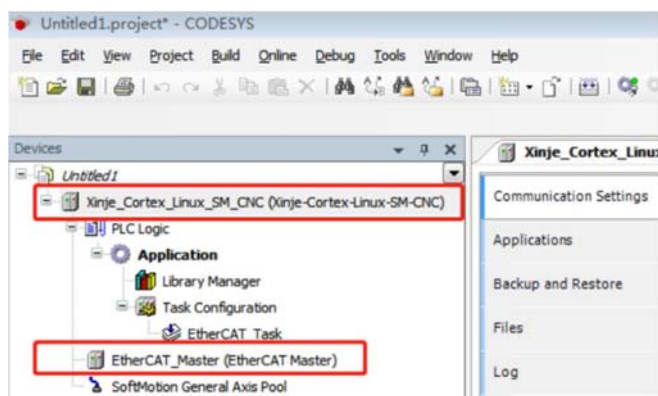 Untitled1.project* - CODESYS
File Edit View Project Build Online Debug Tools Window Help
Devices
Untitled1
Xinje_Cortex_Linux_SM_CNC (Xinje-Cortex-Linux-SM-CNC)
PLC Logic
Application
Library Manager
Task Configuration
EtherCAT_Task
EtherCAT_Master (EtherCAT Master)
SoftMotion General Axis Pool
Xinje_Cortex_Linux
Communication Settings
Applications
Backup and Restore
Files
Log